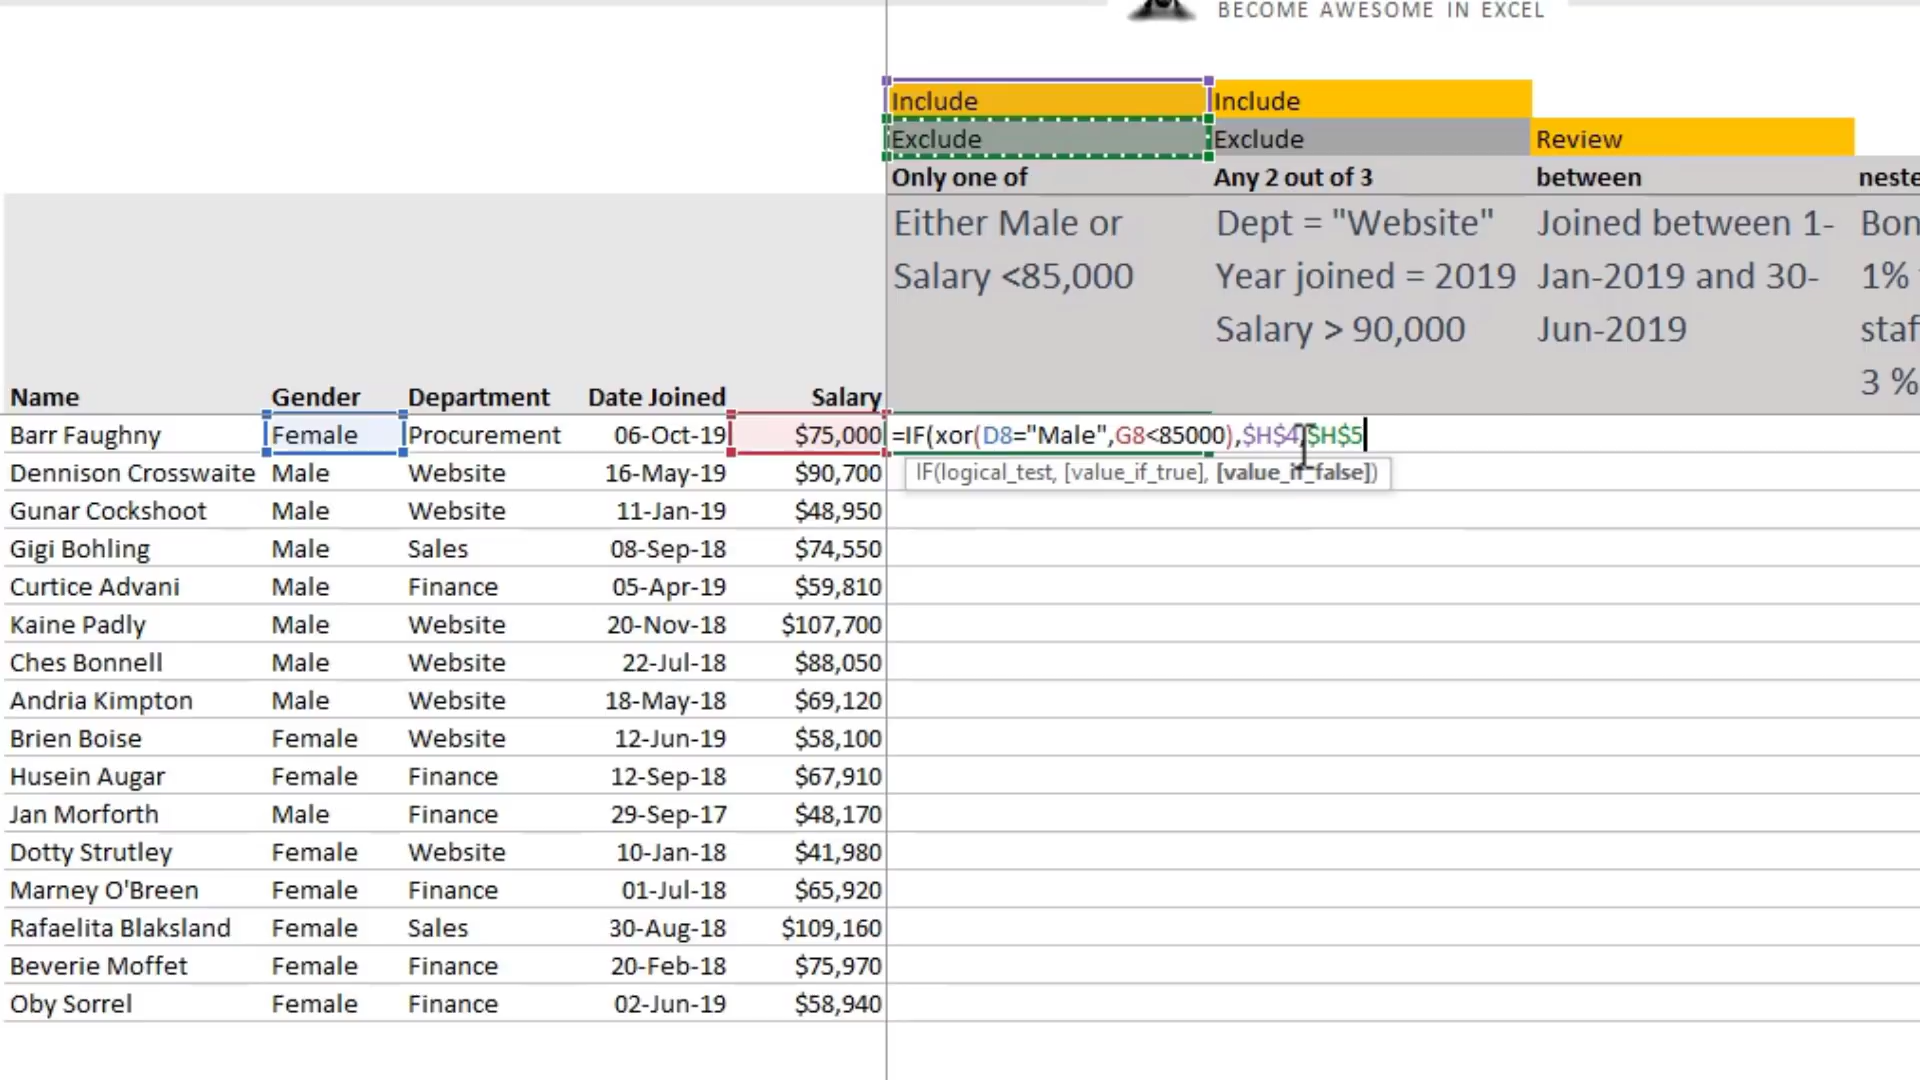 BECOME AWESOME IN EXCEL
Include Include
Exclude Exclude Review
Only one of Any 2 out of 3 between neste
Either Male or Dept = "Website" Joined between 1- Bon
Salary <85,000 Year joined = 2019 Jan-2019 and 30- 1%
Salary > 90,000 Jun-2019 staf
3 %
Name Gender Department Date Joined Salary
Barr Faughny Female Procurement 06-Oct-19 $75,000 =IF(xor(D8="Male",G8<85000),$H$4,$H$5
Dennison Crosswaite Male Website 16-May-19 $90,700 IF(logical_test, [value_if_true], [value_if_false])
Gunar Cockshoot Male Website 11-Jan-19 $48,950
Gigi Bohling Male Sales 08-Sep-18 $74,550
Curtice Advani Male Finance 05-Apr-19 $59,810
Kaine Padly Male Website 20-Nov-18 $107,700
Ches Bonnell Male Website 22-Jul-18 $88,050
Andria Kimpton Male Website 18-May-18 $69,120
Brien Boise Female Website 12-Jun-19 $58,100
Husein Augar Female Finance 12-Sep-18 $67,910
Jan Morforth Male Finance 29-Sep-17 $48,170
Dotty Strutley Female Website 10-Jan-18 $41,980
Marney O'Breen Female Finance 01-Jul-18 $65,920
Rafaelita Blaksland Female Sales 30-Aug-18 $109,160
Beverie Moffet Female Finance 20-Feb-18 $75,970
Oby Sorrel Female Finance 02-Jun-19 $58,940